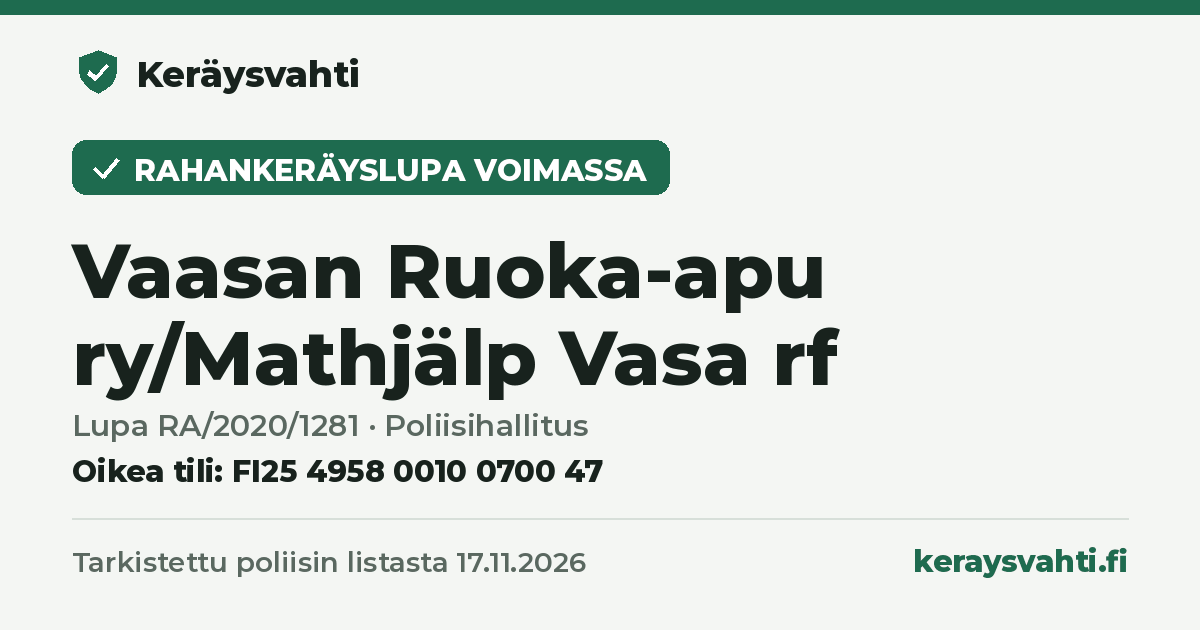 Keräysvahti
RAHANKERÄYSLUPA VOIMASSA
Vaasan Ruoka-apu
ry/Mathjälp Vasa rf
Lupa RA/2020/1281 · Poliisihallitus
Oikea tili: FI25 4958 0010 0700 47
Tarkistettu poliisin listasta 17.11.2026
keraysvahti.fi